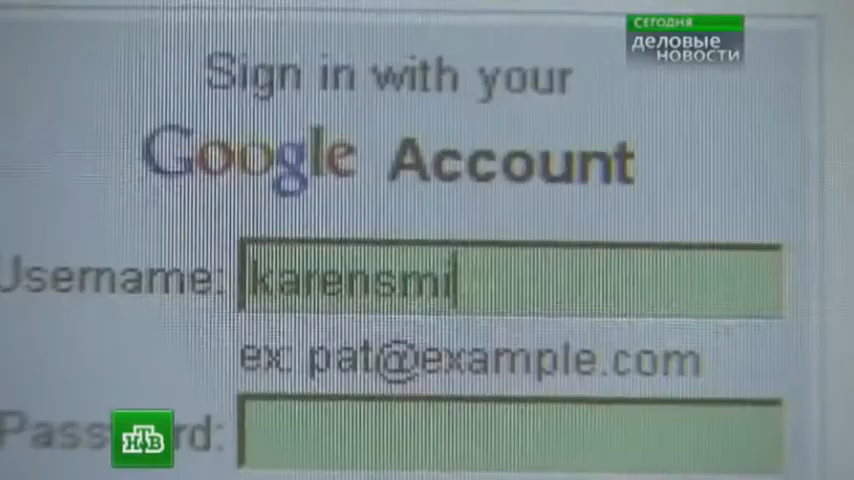 СЕГОДНЯ
ДЕЛОВЫЕ
НОВОСТИ
Sign in with your
Google Account
Username: karensmi
ex: pat@example.com
Pass rd:
НТВ